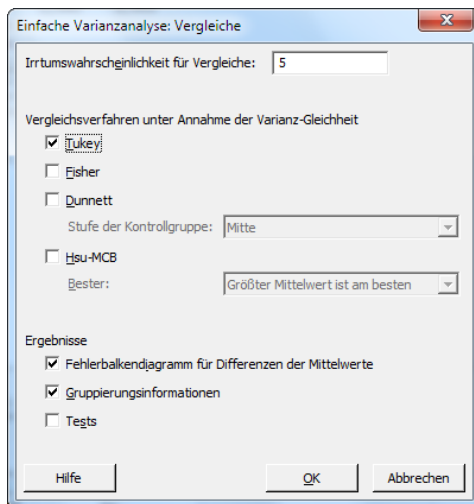 Einfache Varianzanalyse: Vergleiche
Irrtumswahrscheinlichkeit für Vergleiche: 5
Vergleichsverfahren unter Annahme der Varianz-Gleichheit
Tukey
Fisher
Dunnett
Stufe der Kontrollgruppe: Mitte
Hsu-MCB
Bester: Größter Mittelwert ist am besten
Ergebnisse
Fehlerbalkendiagramm für Differenzen der Mittelwerte
Gruppierungsinformationen
Tests
Hilfe OK Abbrechen